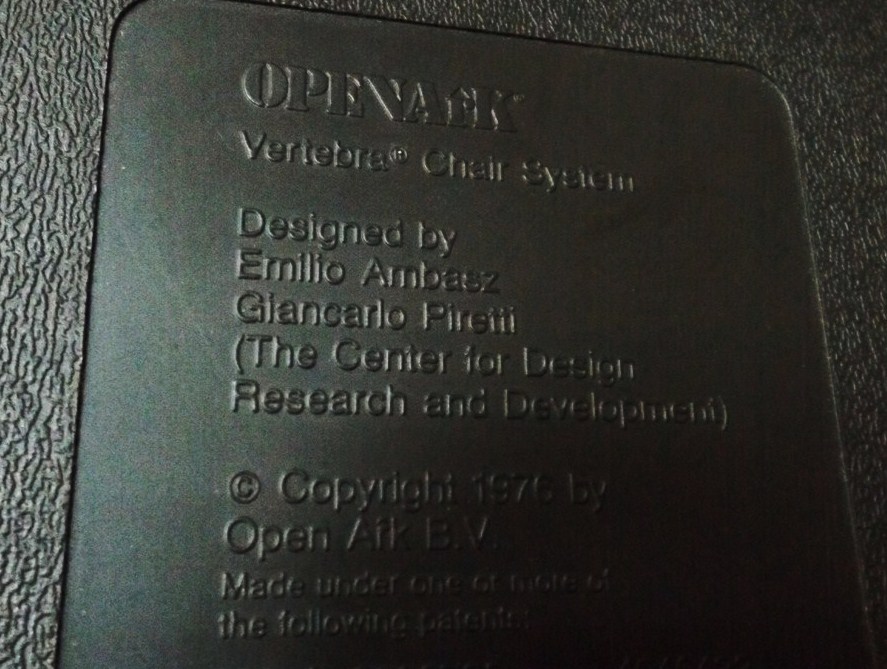 OPENArK
Vertebra® Chair System
Designed by
Emilio Ambasz
Giancarlo Piretti
(The Center for Design
Research and Development)
© Copyright 1976 by
Open Ark B.V.
Made under one or more of
the following patents: